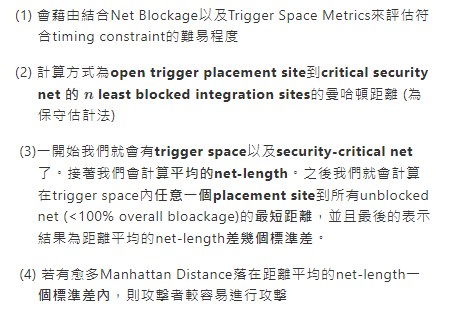 (1) 會藉由結合Net Blockage以及Trigger Space Metrics來評估符
合timing constraint的難易程度
(2) 計算方式為open trigger placement site到critical security
net 的 n least blocked integration sites的曼哈頓距離 (為
保守估計法)
(3)一開始我們就會有trigger space以及security-critical net
了。接著我們會計算平均的net-length。之後我們就會計算
在trigger space內任意一個placement site到所有unblocked
net (<100% overall bloackage)的最短距離，並且最後的表示
結果為距離平均的net-length差幾個標準差。
(4) 若有愈多Manhattan Distance落在距離平均的net-length一
個標準差內，則攻擊者較容易進行攻擊